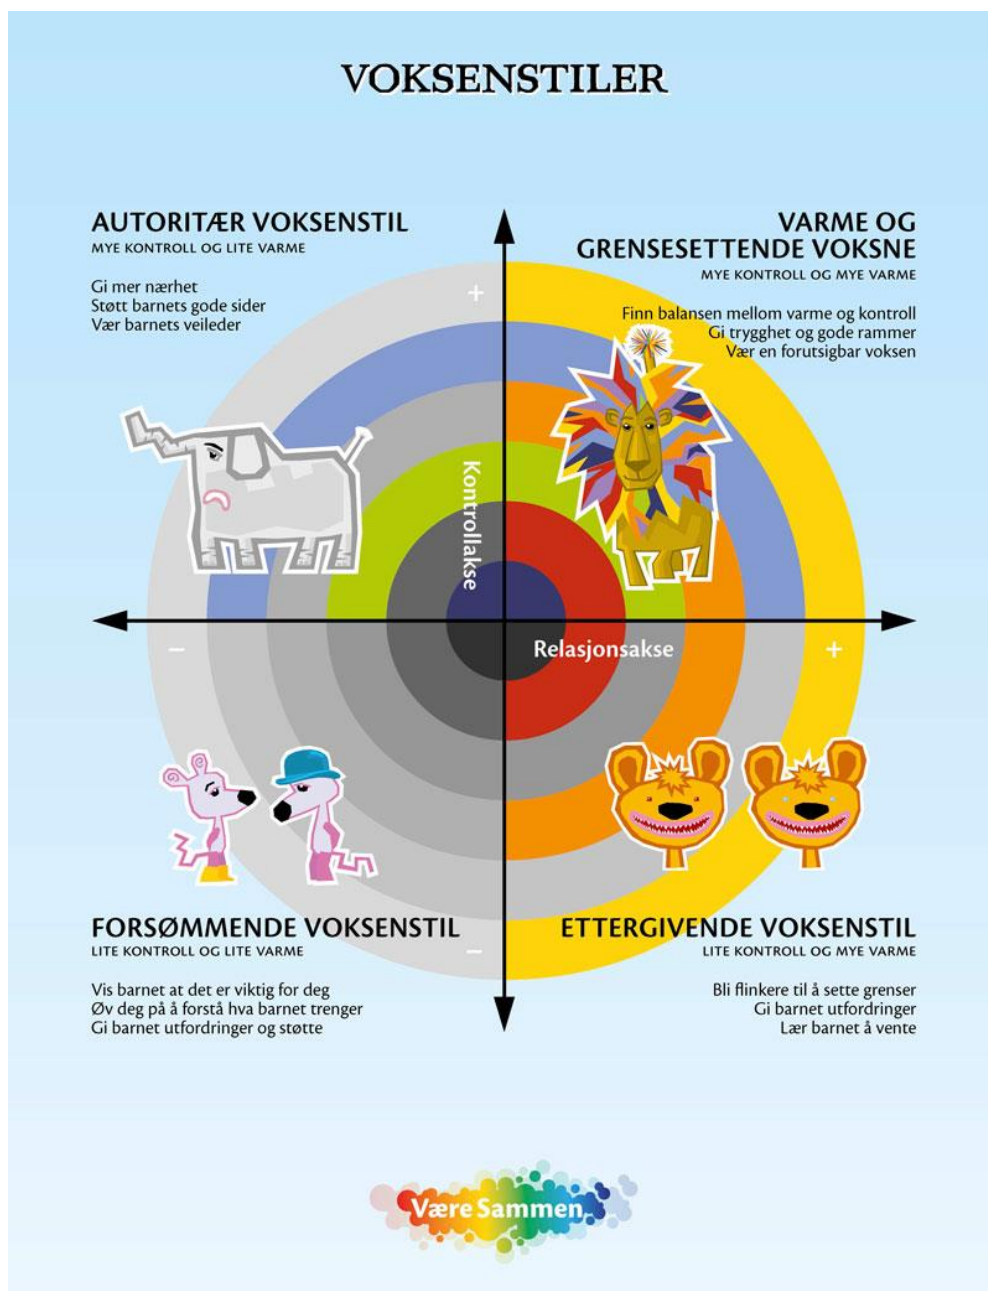 VOKSENSTILER
AUTORITÆR VOKSENSTIL
MYE KONTROLL OG LITE VARME
Gi mer nærhet
Støtt barnets gode sider
Vær barnets veileder
VARME OG
GRENSESETTENDE VOKSNE
MYE KONTROLL OG MYE VARME
Finn balansen mellom varme og kontroll
Gi trygghet og gode rammer
Vær en forutsigbar voksen
+
Kontrollakse
Relasjonsakse
–
+
FORSØMMENDE VOKSENSTIL
LITE KONTROLL OG LITE VARME
Vis barnet at det er viktig for deg
Øv deg på å forstå hva barnet trenger
Gi barnet utfordringer og støtte
–
ETTERGIVENDE VOKSENSTIL
LITE KONTROLL OG MYE VARME
Bli flinkere til å sette grenser
Gi barnet utfordringer
Lær barnet å vente
Være Sammen